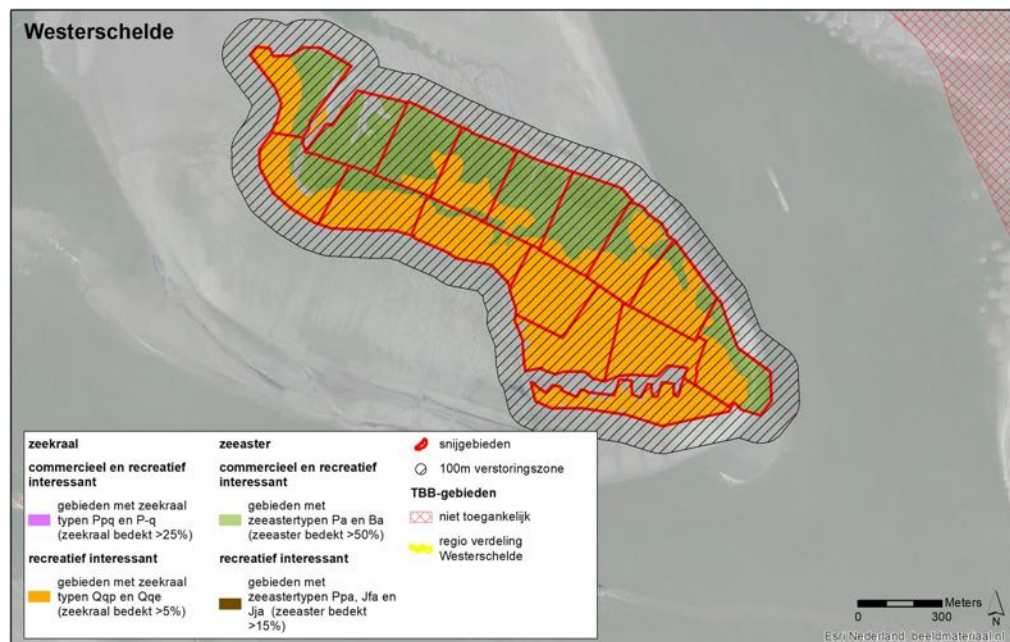 Westerschelde
zeekraal
commercieel en recreatief
interessant
gebieden met zeekraal
typen Ppq en P-q
(zeekraal bedekt >25%)
recreatief interessant
gebieden met zeekraal
typen Qqp en Qqe
(zeekraal bedekt >5%)
zeeaster
commercieel en recreatief
interessant
gebieden met
zeeastertypen Pa en Ba
(zeeaster bedekt >50%)
recreatief interessant
gebieden met
zeeastertypen Ppa, Jfa en
Jja (zeeaster bedekt
>15%)
snijgebieden
100m verstoringszone
TBB-gebieden
niet toegankelijk
regio verdeling
Westerschelde
Meters
0 300
N
Esri Nederland, beeldmateriaal.nl